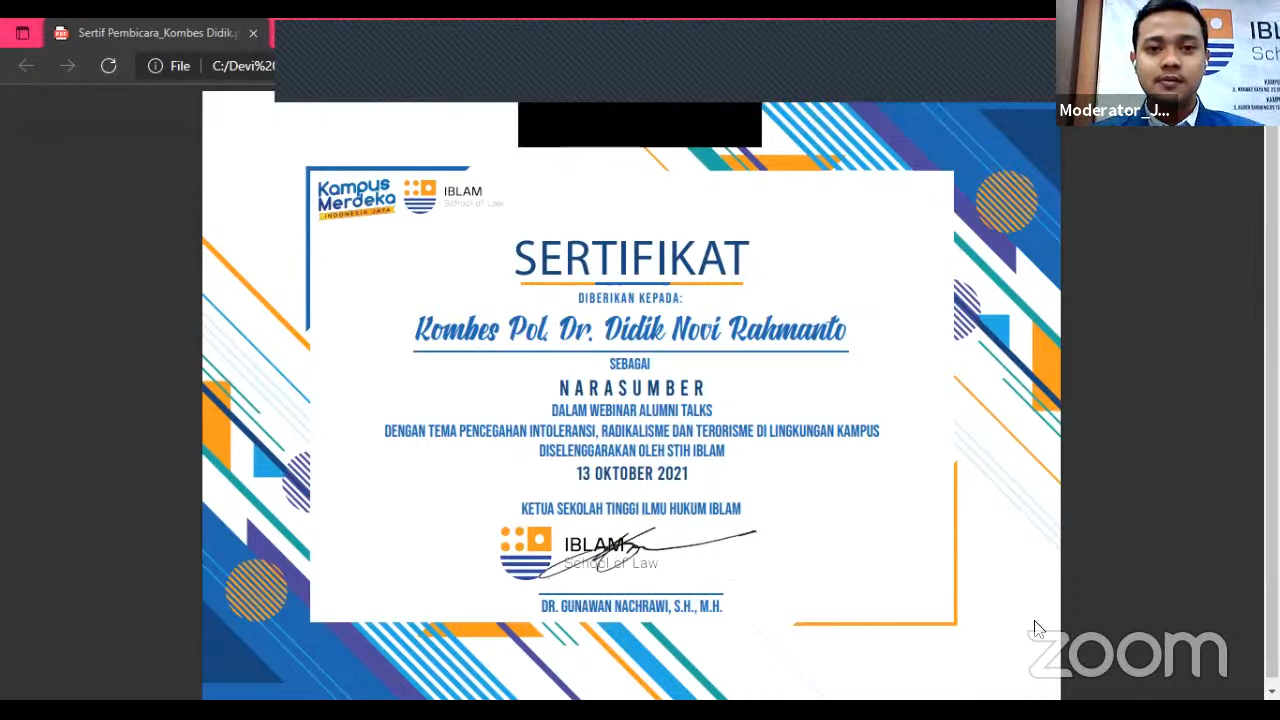 Sertif Pembicara_Kombes Didik.p
File
C:/Devi%20
IBL
Sch
Moderator_J...
Kampus
Merdeka
INDONESIA JAYA
IBLAM
School of Law
SERTIFIKAT
DIBERIKAN KEPADA:
Kombes Pol. Dr. Didik Novi Rahmanto
SEBAGAI
NARASUMBER
DALAM WEBINAR ALUMNI TALKS
DENGAN TEMA PENCEGAHAN INTOLERANSI, RADIKALISME DAN TERORISME DI LINGKUNGAN KAMPUS
DISELENGGARAKAN OLEH STIH IBLAM
13 OKTOBER 2021
KETUA SEKOLAH TINGGI ILMU HUKUM IBLAM
IBLAM
School of Law
DR. GUNAWAN NACHRAWI, S.H., M.H.
zoom